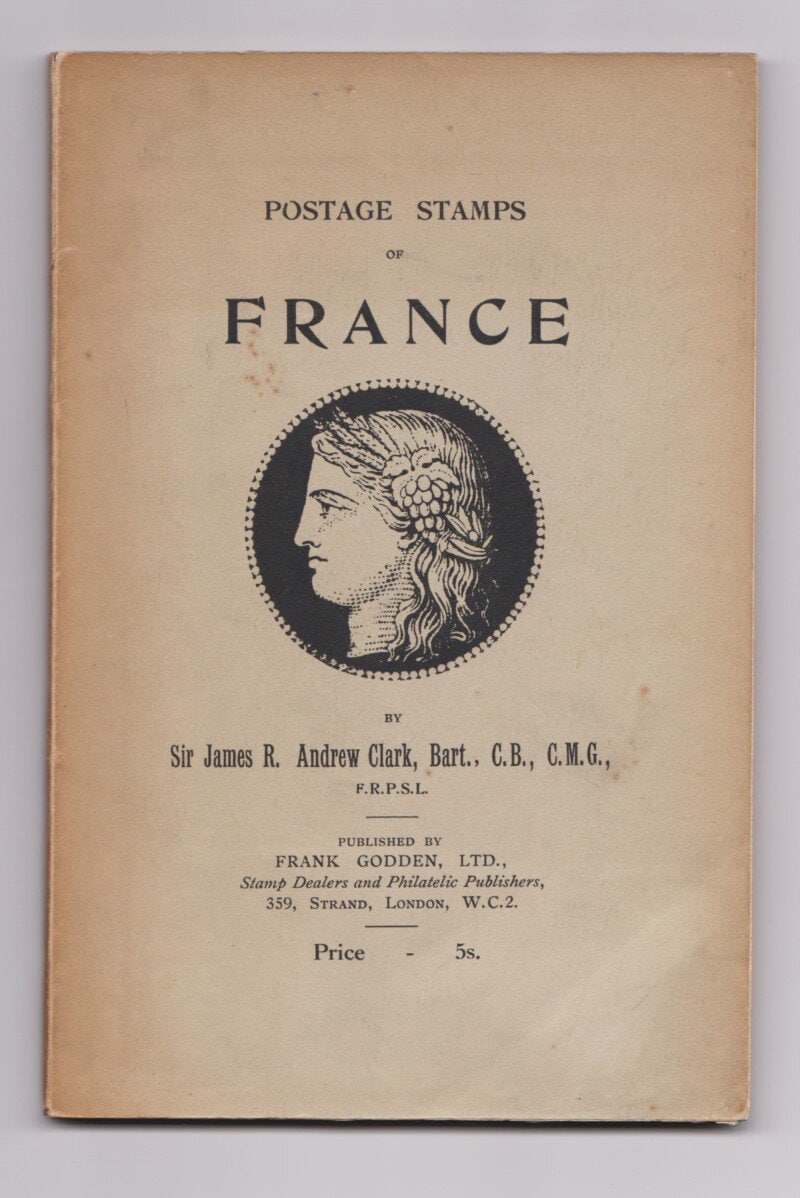 POSTAGE STAMPS
OF
FRANCE
BY
Sir James R. Andrew Clark, Bart., C.B., C.M.G.,
F.R.P.S.L.
PUBLISHED BY
FRANK GODDEN, LTD.,
Stamp Dealers and Philatelic Publishers,
359, STRAND, LONDON, W.C.2.
Price - 5s.